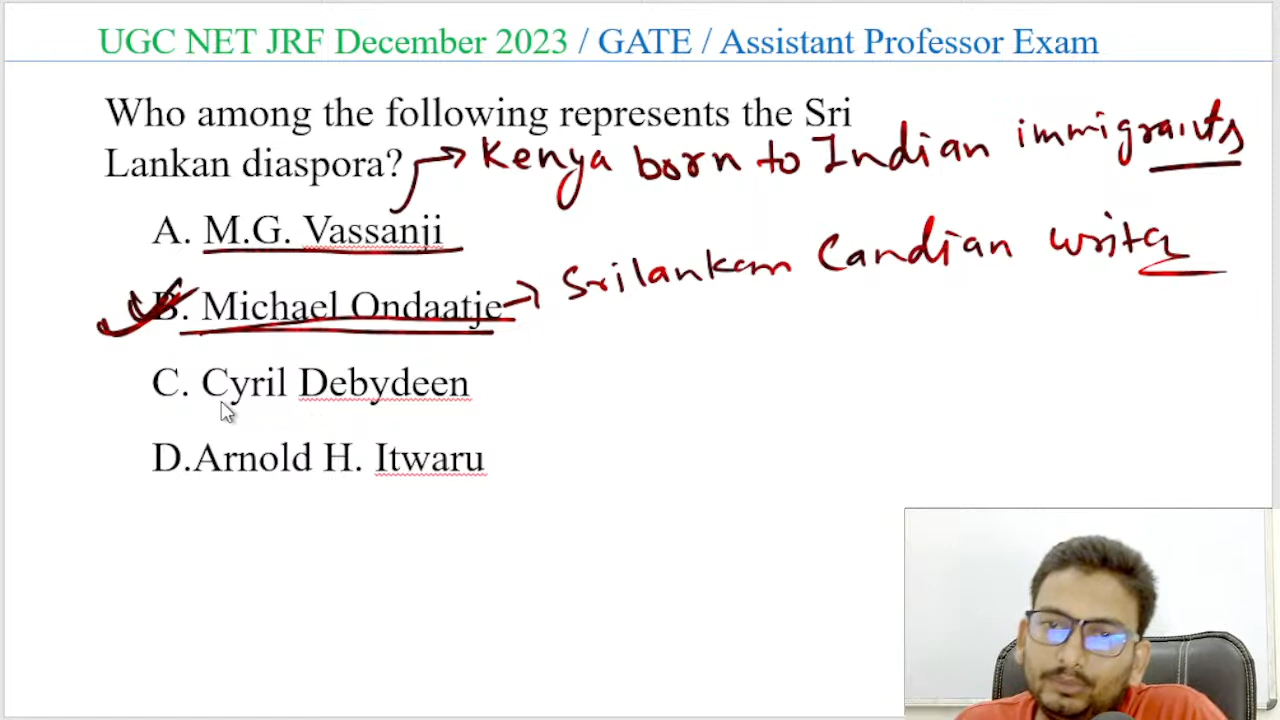 UGC NET JRF December 2023 / GATE / Assistant Professor Exam
Who among the following represents the Sri
Lankan diaspora?
Kenya born to Indian immigrants
A. M.G. Vassanji
B. Michael Ondaatje
Srilankan Candian writer
C. Cyril Debydeen
D.Arnold H. Itwaru